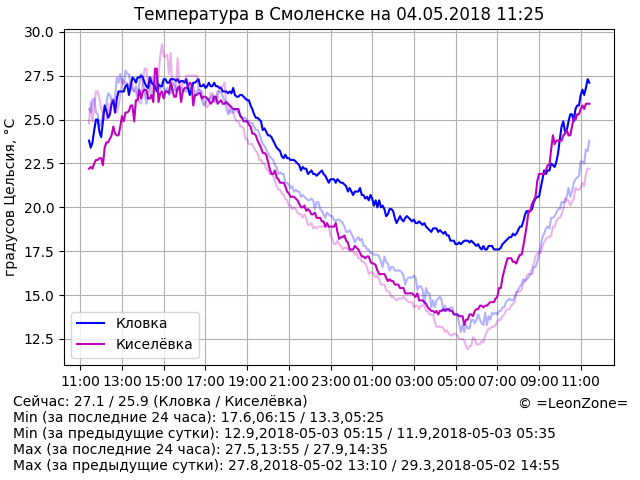 Температура в Смоленске на 04.05.2018 11:25
градусов Цельсия, °C
30.0
27.5
25.0
22.5
20.0
17.5
15.0
12.5
Кловка
Киселёвка
11:00 13:00 15:00 17:00 19:00 21:00 23:00 01:00 03:00 05:00 07:00 09:00 11:00
Сейчас: 27.1 / 25.9 (Кловка / Киселёвка)
© =LeonZone=
Min (за последние 24 часа): 17.6,06:15 / 13.3,05:25
Min (за предыдущие сутки): 12.9,2018-05-03 05:15 / 11.9,2018-05-03 05:35
Max (за последние 24 часа): 27.5,13:55 / 27.9,14:35
Max (за предыдущие сутки): 27.8,2018-05-02 13:10 / 29.3,2018-05-02 14:55